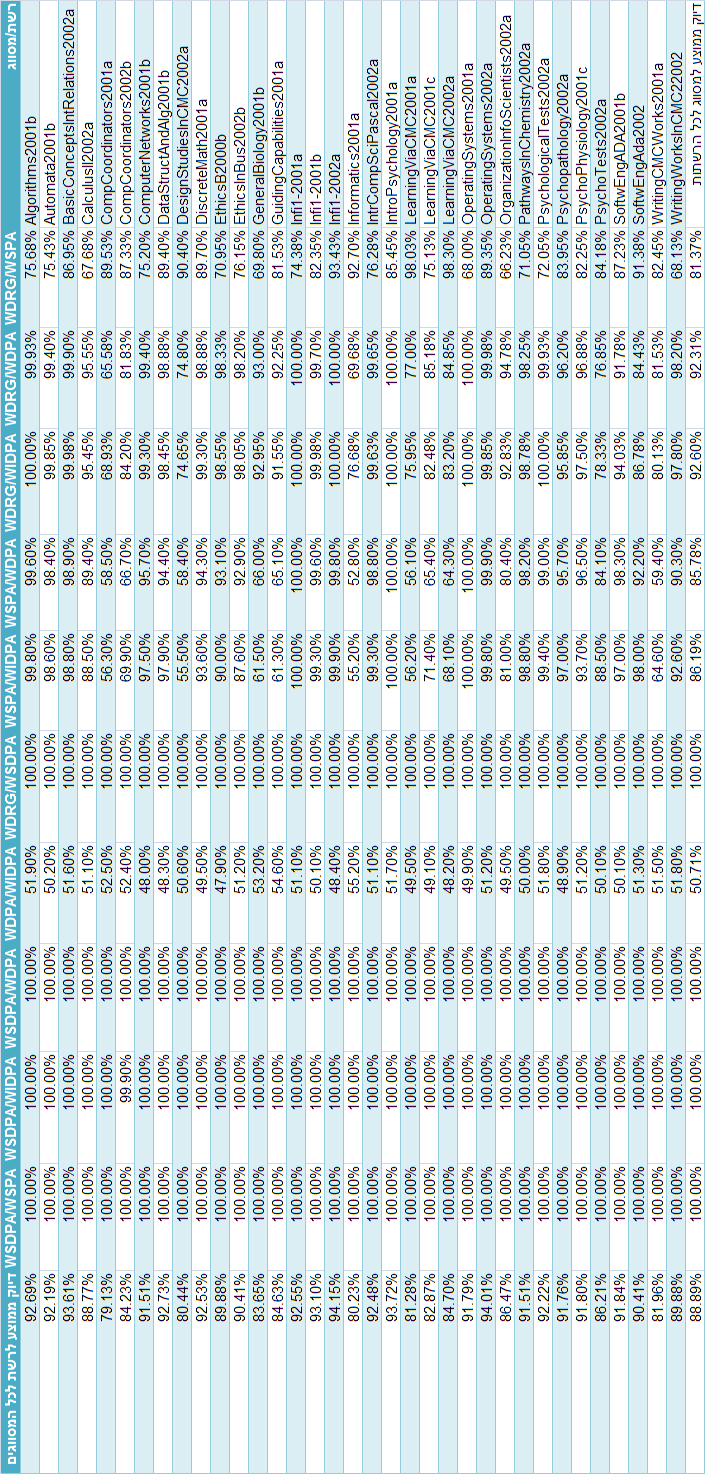 דיוק ממוצע לרשת לכל המסווגים WSDPA/WSPA WSDPA/WIDPA WSDPA/WDPA WDPA/WIDPA WDRG/WSDPA WSPA/WIDPA WSPA/WDPA WDRG/WIDPA WDRG/WDPA WDRG/WSPA רשת/מסווג
92.69% 100.00% 100.00% 100.00% 51.90% 100.00% 99.80% 99.60% 100.00% 99.93% 75.68% Algorithms2001b
92.19% 100.00% 100.00% 100.00% 50.20% 100.00% 98.60% 98.40% 99.85% 99.40% 75.43% Automata2001b
93.61% 100.00% 100.00% 100.00% 51.60% 100.00% 98.80% 98.90% 99.98% 99.90% 86.95% BasicConceptsIntRelations2002a
88.77% 100.00% 100.00% 100.00% 51.10% 100.00% 88.50% 89.40% 95.45% 95.55% 67.68% CalculusII2002a
79.13% 100.00% 100.00% 100.00% 52.50% 100.00% 56.30% 58.50% 68.93% 65.58% 89.53% CompCoordinators2001a
84.23% 100.00% 99.90% 100.00% 52.40% 100.00% 69.90% 66.70% 84.20% 81.83% 87.33% CompCoordinators2002b
91.51% 100.00% 100.00% 100.00% 48.00% 100.00% 97.50% 95.70% 99.30% 99.40% 75.20% ComputerNetworks2001b
92.73% 100.00% 100.00% 100.00% 48.30% 100.00% 97.90% 94.40% 98.45% 98.88% 89.40% DataStructAndAlg2001b
80.44% 100.00% 100.00% 100.00% 50.60% 100.00% 55.50% 58.40% 74.65% 74.80% 90.40% DesignStudiesInCMC2002a
92.53% 100.00% 100.00% 100.00% 49.50% 100.00% 93.60% 94.30% 99.30% 98.88% 89.70% DiscreteMath2001a
89.88% 100.00% 100.00% 100.00% 47.90% 100.00% 90.00% 93.10% 98.55% 98.33% 70.95% EthicsB2000b
90.41% 100.00% 100.00% 100.00% 51.20% 100.00% 87.60% 92.90% 98.05% 98.20% 76.15% EthicsInBus2002b
83.65% 100.00% 100.00% 100.00% 53.20% 100.00% 61.50% 66.00% 92.95% 93.00% 69.80% GeneralBiology2001b
84.63% 100.00% 100.00% 100.00% 54.60% 100.00% 61.30% 65.10% 91.55% 92.25% 81.53% GuidingCapabilities2001a
92.55% 100.00% 100.00% 100.00% 51.10% 100.00% 100.00% 100.00% 100.00% 100.00% 74.38% Infi1-2001a
93.10% 100.00% 100.00% 100.00% 50.10% 100.00% 99.30% 99.60% 99.98% 99.70% 82.35% Infi1-2001b
94.15% 100.00% 100.00% 100.00% 48.40% 100.00% 99.90% 99.80% 100.00% 100.00% 93.43% Infi1-2002a
80.23% 100.00% 100.00% 100.00% 55.20% 100.00% 55.20% 52.80% 76.68% 69.68% 92.70% Informatics2001a
92.48% 100.00% 100.00% 100.00% 51.10% 100.00% 99.30% 98.80% 99.63% 99.65% 76.28% IntrCompSciPascal2002a
93.72% 100.00% 100.00% 100.00% 51.70% 100.00% 100.00% 100.00% 100.00% 100.00% 85.45% IntroPsychology2001a
81.28% 100.00% 100.00% 100.00% 49.50% 100.00% 56.20% 56.10% 75.95% 77.00% 98.03% LearningViaCMC2001a
82.87% 100.00% 100.00% 100.00% 49.10% 100.00% 71.40% 65.40% 82.48% 85.18% 75.13% LearningViaCMC2001c
84.70% 100.00% 100.00% 100.00% 48.20% 100.00% 68.10% 64.30% 83.20% 84.85% 98.30% LearningViaCMC2002a
91.79% 100.00% 100.00% 100.00% 49.90% 100.00% 100.00% 100.00% 100.00% 100.00% 68.00% OperatingSystems2001a
94.01% 100.00% 100.00% 100.00% 51.20% 100.00% 99.80% 99.90% 99.85% 99.98% 89.35% OperatingSystems2002a
86.47% 100.00% 100.00% 100.00% 49.50% 100.00% 81.00% 80.40% 92.83% 94.78% 66.23% OrganizationInfoScientists2002a
91.51% 100.00% 100.00% 100.00% 50.00% 100.00% 98.80% 98.20% 98.78% 98.25% 71.05% PathwaysInChemistry2002a
92.22% 100.00% 100.00% 100.00% 51.80% 100.00% 99.40% 99.00% 100.00% 99.93% 72.05% PsychologicalTests2002a
91.76% 100.00% 100.00% 100.00% 48.90% 100.00% 97.00% 95.70% 95.85% 96.20% 83.95% Psychopathology2002a
91.80% 100.00% 100.00% 100.00% 51.20% 100.00% 93.70% 96.50% 97.50% 96.88% 82.25% PsychoPhysiology2001c
86.21% 100.00% 100.00% 100.00% 50.10% 100.00% 88.50% 84.10% 78.33% 76.85% 84.18% PsychoTests2002a
91.84% 100.00% 100.00% 100.00% 50.10% 100.00% 97.00% 98.30% 94.03% 91.78% 87.23% SoftwEngADA2001b
90.41% 100.00% 100.00% 100.00% 51.30% 100.00% 98.00% 92.20% 86.78% 84.43% 91.38% SoftwEngAda2002
81.96% 100.00% 100.00% 100.00% 51.50% 100.00% 64.60% 59.40% 80.13% 81.53% 82.45% WritingCMCWorks2001a
89.88% 100.00% 100.00% 100.00% 51.80% 100.00% 92.60% 90.30% 97.80% 98.20% 68.13% WritingWorksInCMC22002
88.89% 100.00% 100.00% 100.00% 50.71% 100.00% 86.19% 85.78% 92.60% 92.31% 81.37% דיוק ממוצע למסווג לכל הרשתות